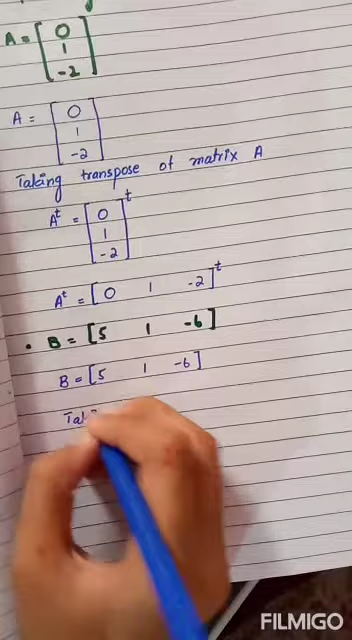 A = [0
1
-2]
A = [0
1
-2]
Taking transpose of matrix A
Aᵗ = [0
1
-2]ᵗ
Aᵗ = [0 1 -2]ᵗ
• B = [5 1 -6]
B = [5 1 -6]
FILMIGO